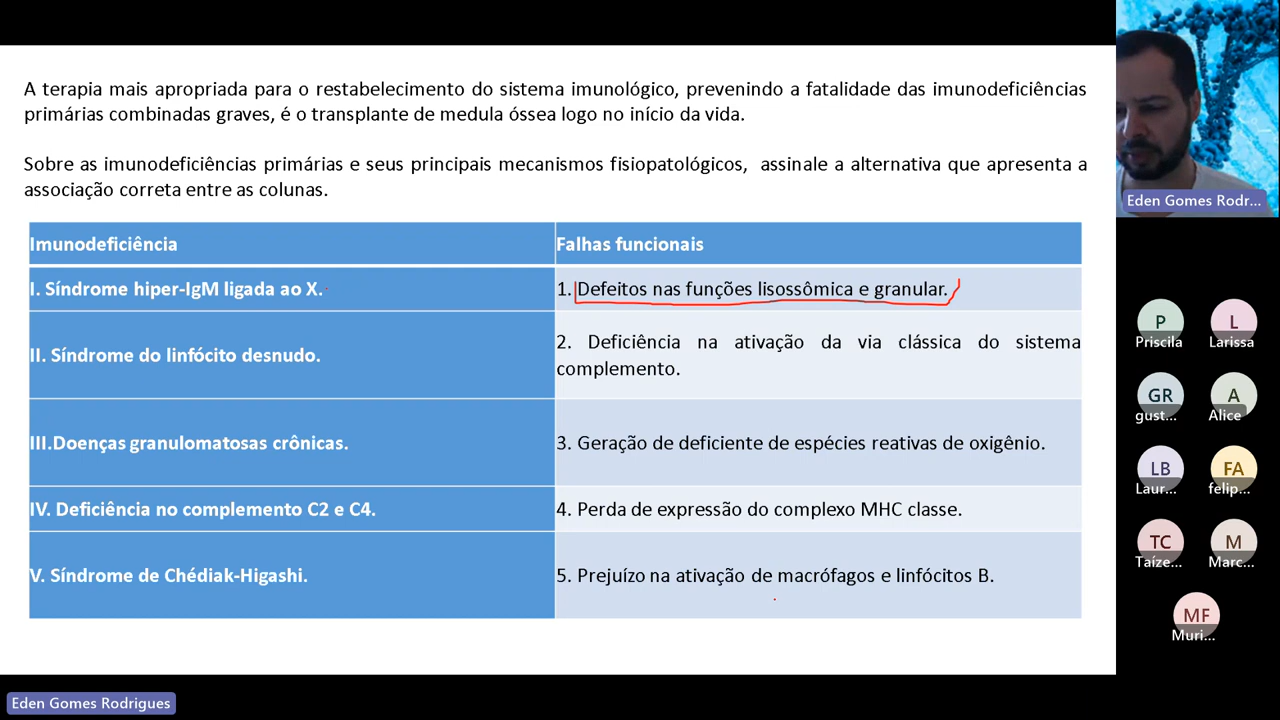 A terapia mais apropriada para o restabelecimento do sistema imunológico, prevenindo a fatalidade das imunodeficiências
primárias combinadas graves, é o transplante de medula óssea logo no início da vida.
Sobre as imunodeficiências primárias e seus principais mecanismos fisiopatológicos, assinale a alternativa que apresenta a
associação correta entre as colunas.
Imunodeficiência
Falhas funcionais
I. Síndrome hiper-IgM ligada ao X.
1. Defeitos nas funções lisossômica e granular.
II. Síndrome do linfócito desnudo.
2. Deficiência na ativação da via clássica do sistema
complemento.
III.Doenças granulomatosas crônicas.
3. Geração de deficiente de espécies reativas de oxigênio.
IV. Deficiência no complemento C2 e C4.
4. Perda de expressão do complexo MHC classe.
V. Síndrome de Chédiak-Higashi.
5. Prejuízo na ativação de macrófagos e linfócitos B.
Eden Gomes Rodr...
P
Priscila
L
Larissa
GR
gust...
A
Alice
LB
Laur...
FA
felip...
TC
Taíze...
M
Marc...
MF
Muri...
Eden Gomes Rodrigues